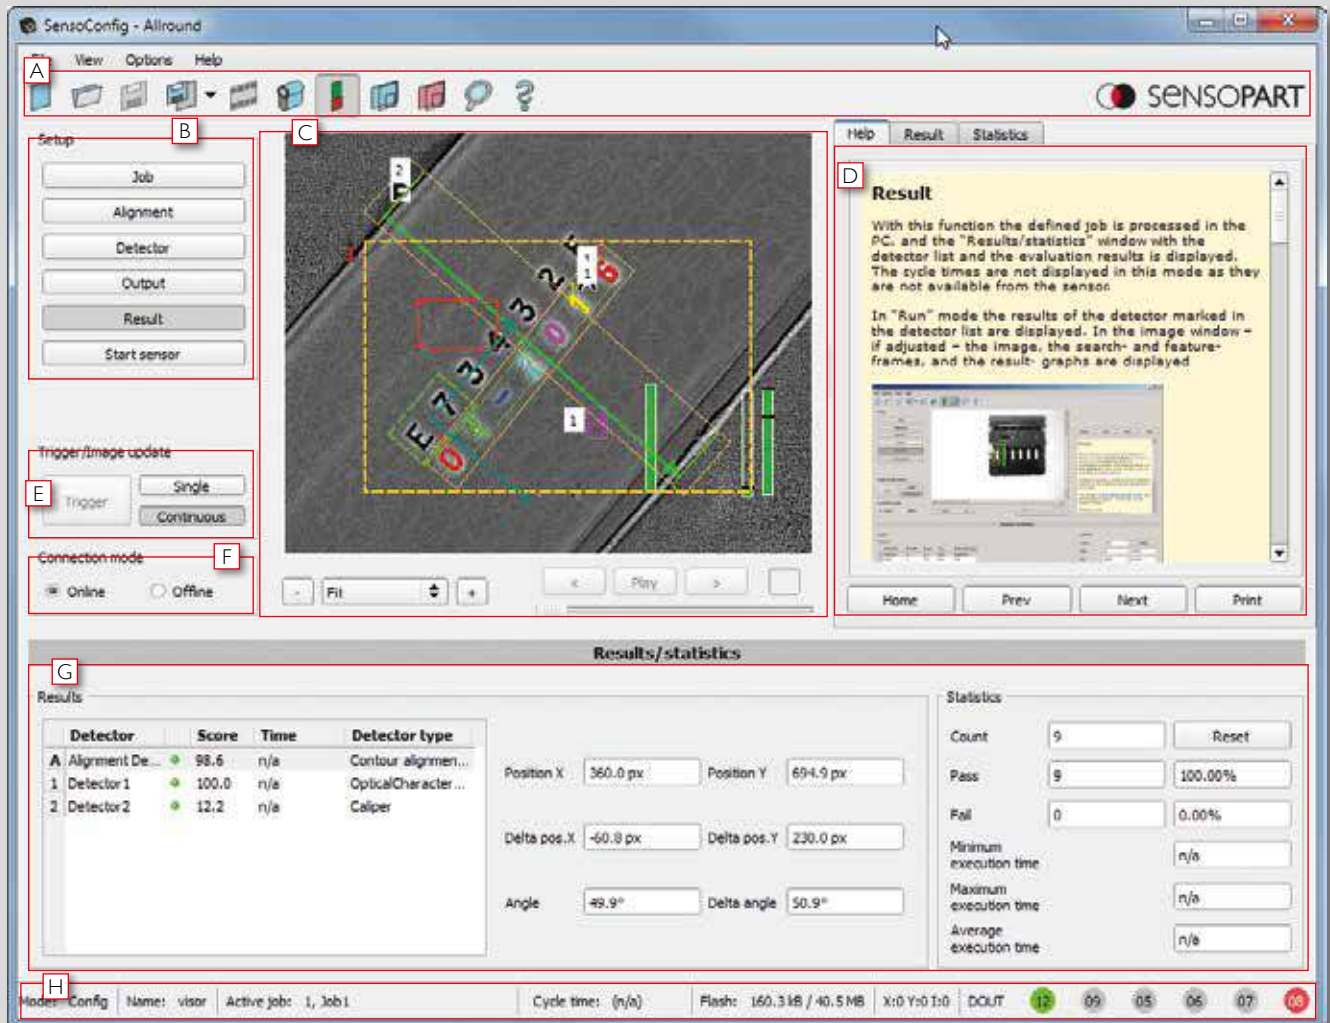 SensoConfig - Allround
View Options Help
A
SENSOPART
B
C
Setup
Job
Alignment
Detector
Output
Result
Start sensor
Trigger/Image update
E
Trigger
Single
Continuous
Connection mode
F
Online Offline
2
1
1
- Fit +
< Play >
Help Result Statistics
D
Result
With this function the defined job is processed in the
PC, and the "Results/statistics" window with the
detector list and the evaluation results is displayed.
The cycle times are not displayed in this mode as they
are not available from the sensor
In "Run" mode the results of the detector marked in
the detector list are displayed. In the image window -
if adjusted - the image, the search- and feature-
frames, and the result- graphs are displayed
Home Prev Next Print
Results/statistics
G
Results
Detector Score Time Detector type
A Alignment De... 98.6 n/a Contour alignmen...
1 Detector1 100.0 n/a OpticalCharacter...
2 Detector2 12.2 n/a Caliper
Position X 360.0 px Position Y 694.9 px
Delta pos.X -60.8 px Delta pos.Y 230.0 px
Angle 49.9° Delta angle 50.9°
Statistics
Count 9 Reset
Pass 9 100.00%
Fail 0 0.00%
Minimum
execution time n/a
Maximum
execution time n/a
Average
execution time n/a
H
Mode: Config Name: visor Active job: 1, Job1 Cycle time: (n/a) Flash: 160.3 kB / 40.5 MB X:0 Y:0 I:0 DOUT 12 09 05 06 07 08